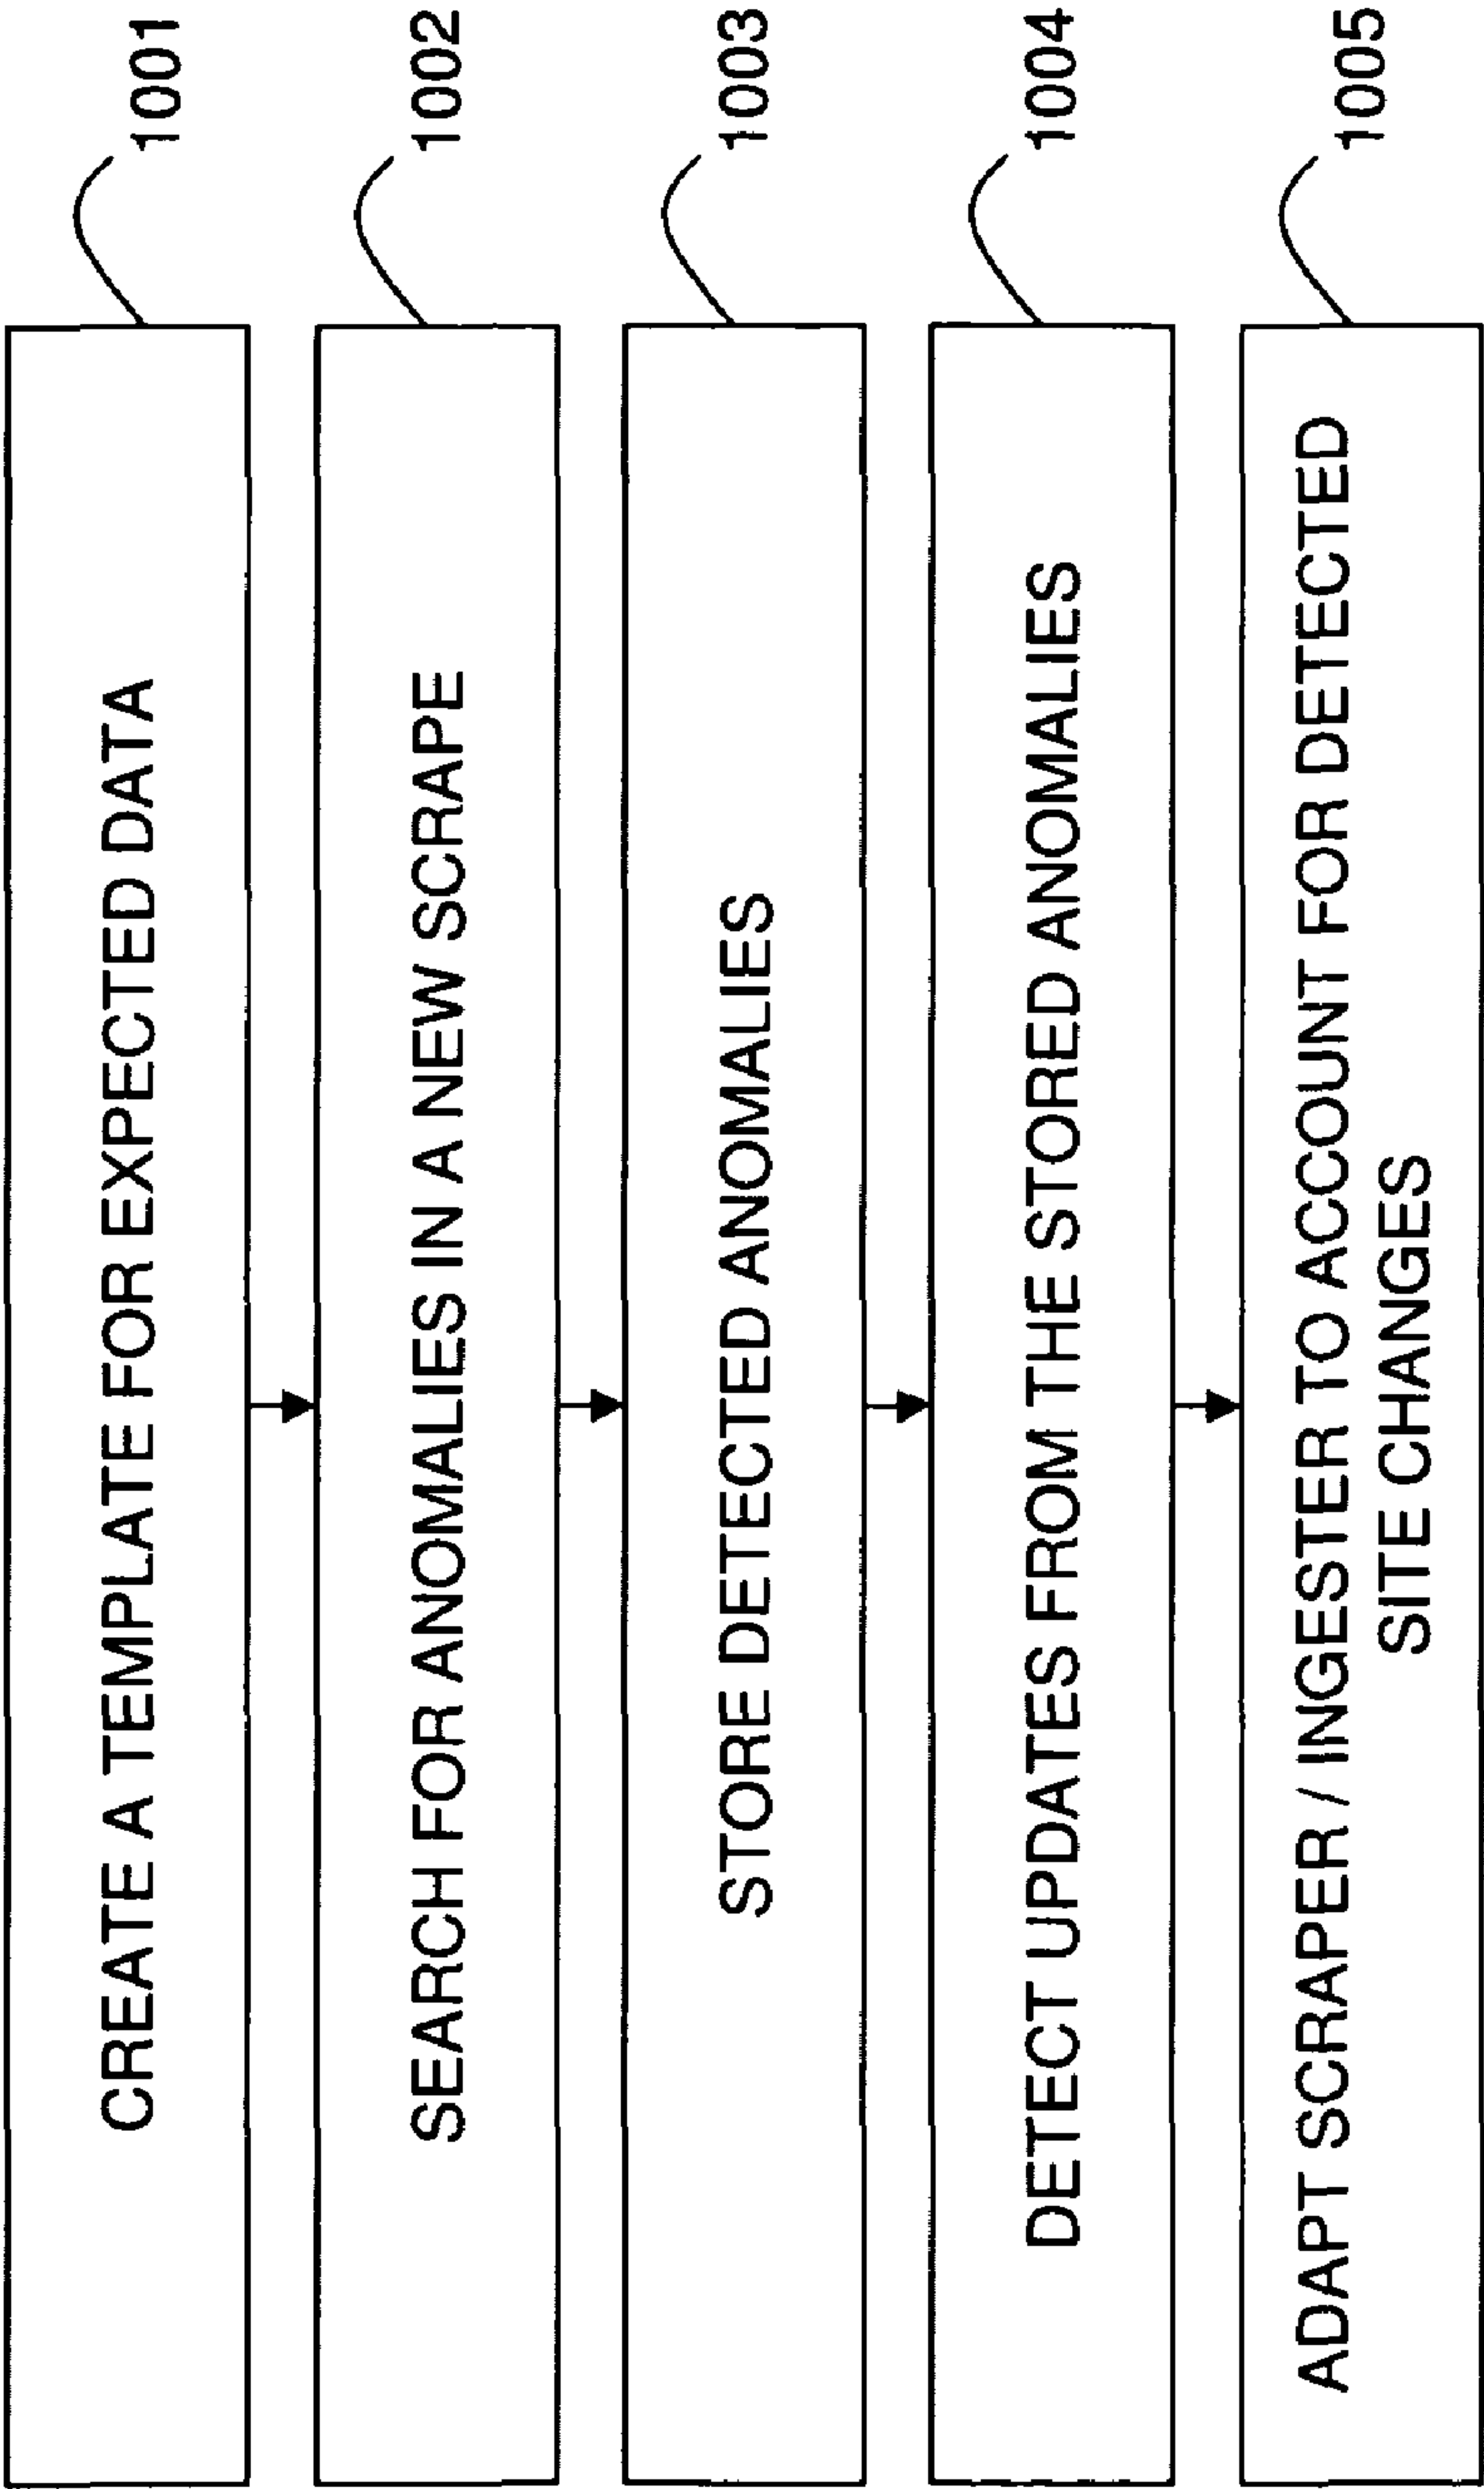 CREATE A TEMPLATE FOR EXPECTED DATA
1001
SEARCH FOR ANOMALIES IN A NEW SCRAPE
1002
STORE DETECTED ANOMALIES
1003
DETECT UPDATES FROM THE STORED ANOMALIES
1004
ADAPT SCRAPER / INGESTER TO ACCOUNT FOR DETECTED
SITE CHANGES
1005